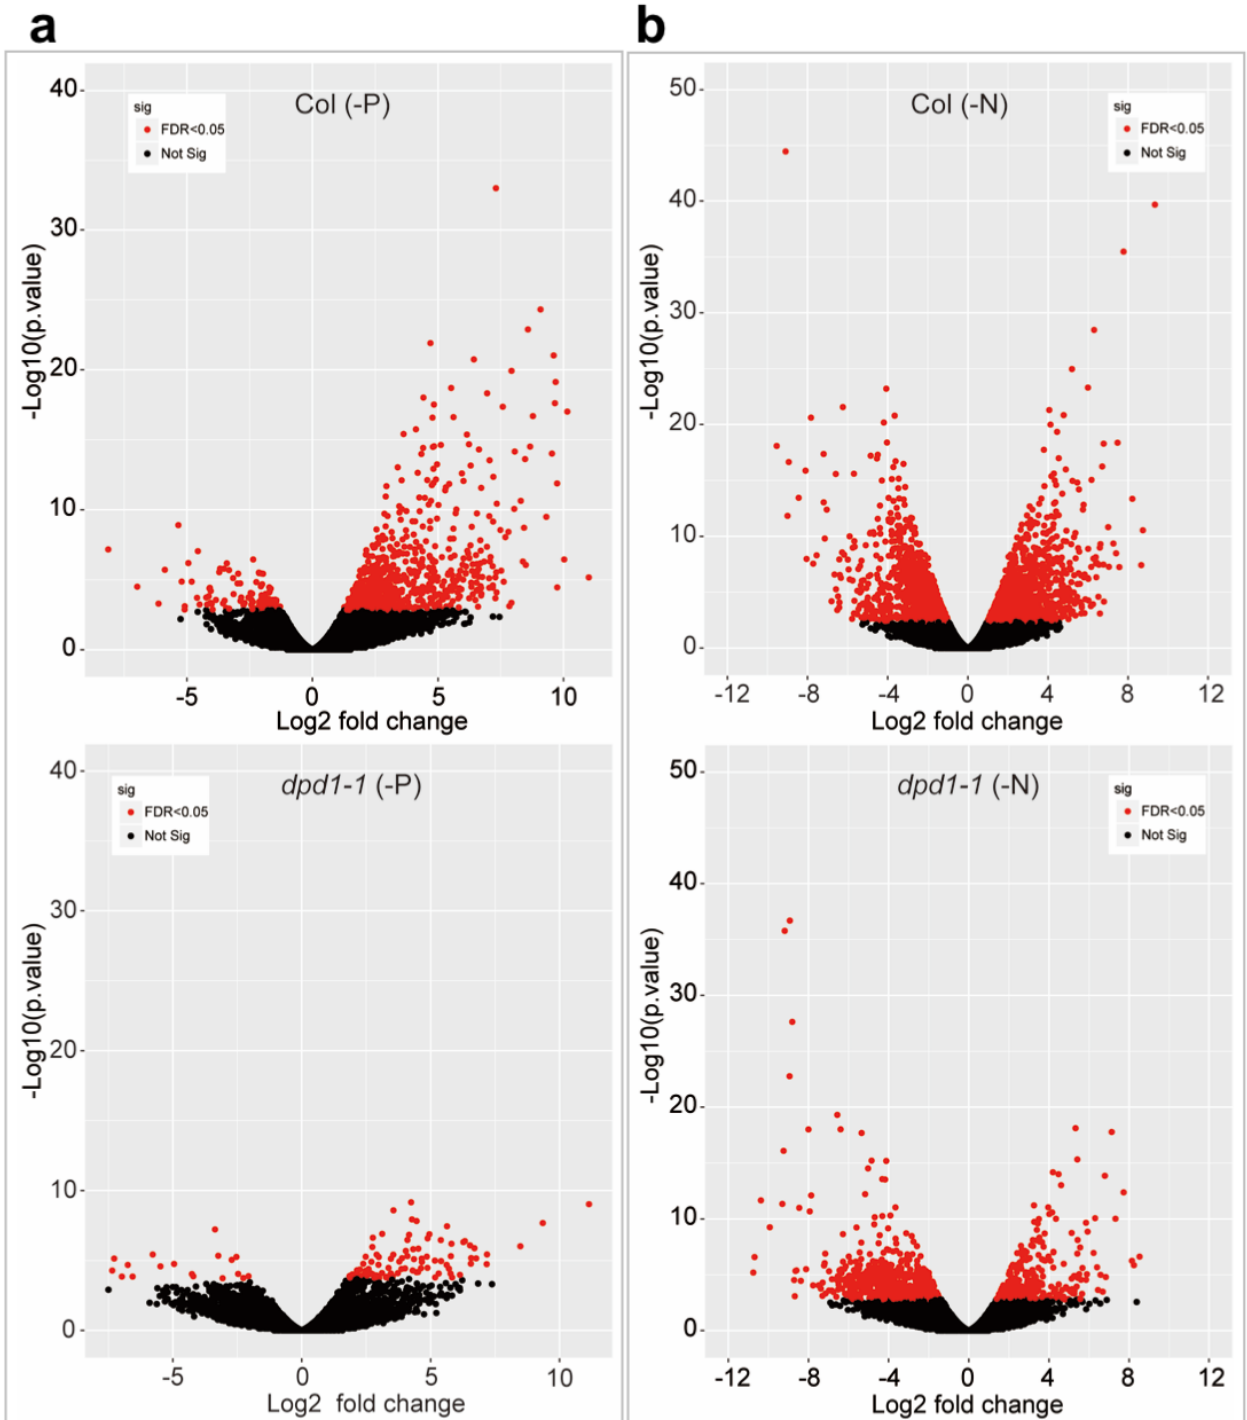 a
b
Col (-P)
sig
FDR<0.05
Not Sig
40
30
20
10
0
-Log10(p.value)
-5
0
5
10
Log2 fold change
Col (-N)
sig
FDR<0.05
Not Sig
50
40
30
20
10
0
-Log10(p.value)
-12
-8
-4
0
4
8
12
Log2 fold change
dpd1-1 (-P)
sig
FDR<0.05
Not Sig
40
30
20
10
0
-Log10(p.value)
-5
0
5
10
Log2 fold change
dpd1-1 (-N)
sig
FDR<0.05
Not Sig
50
40
30
20
10
0
-Log10(p.value)
-12
-8
-4
0
4
8
12
Log2 fold change